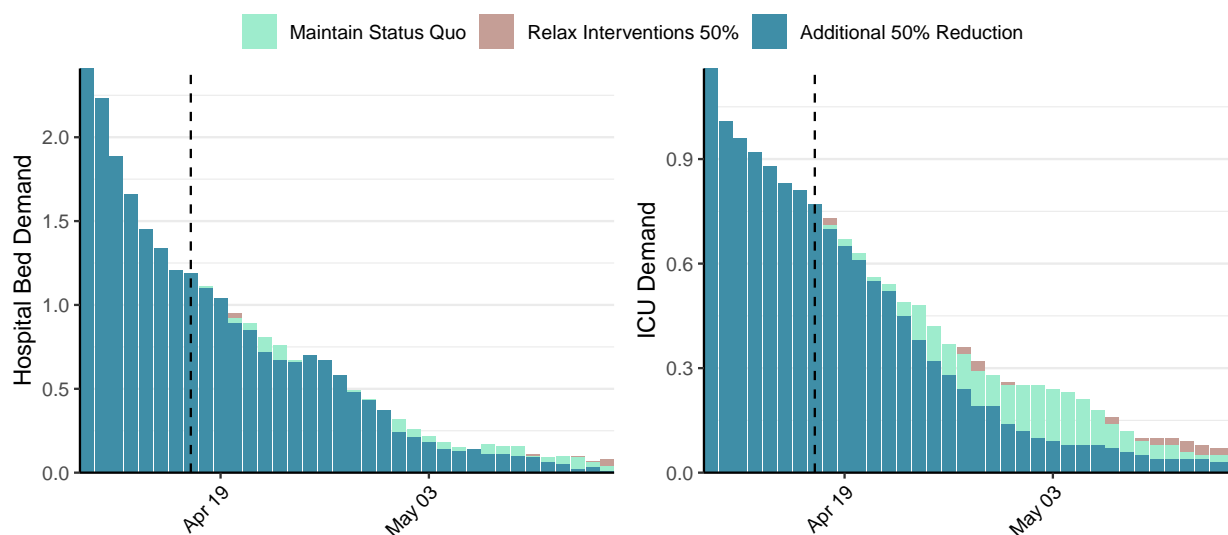 Maintain Status Quo Relax Interventions 50% Additional 50% Reduction
Hospital Bed Demand
2.0
1.5
1.0
0.5
0.0
Apr 19
May 03
ICU Demand
0.9
0.6
0.3
0.0
Apr 19
May 03